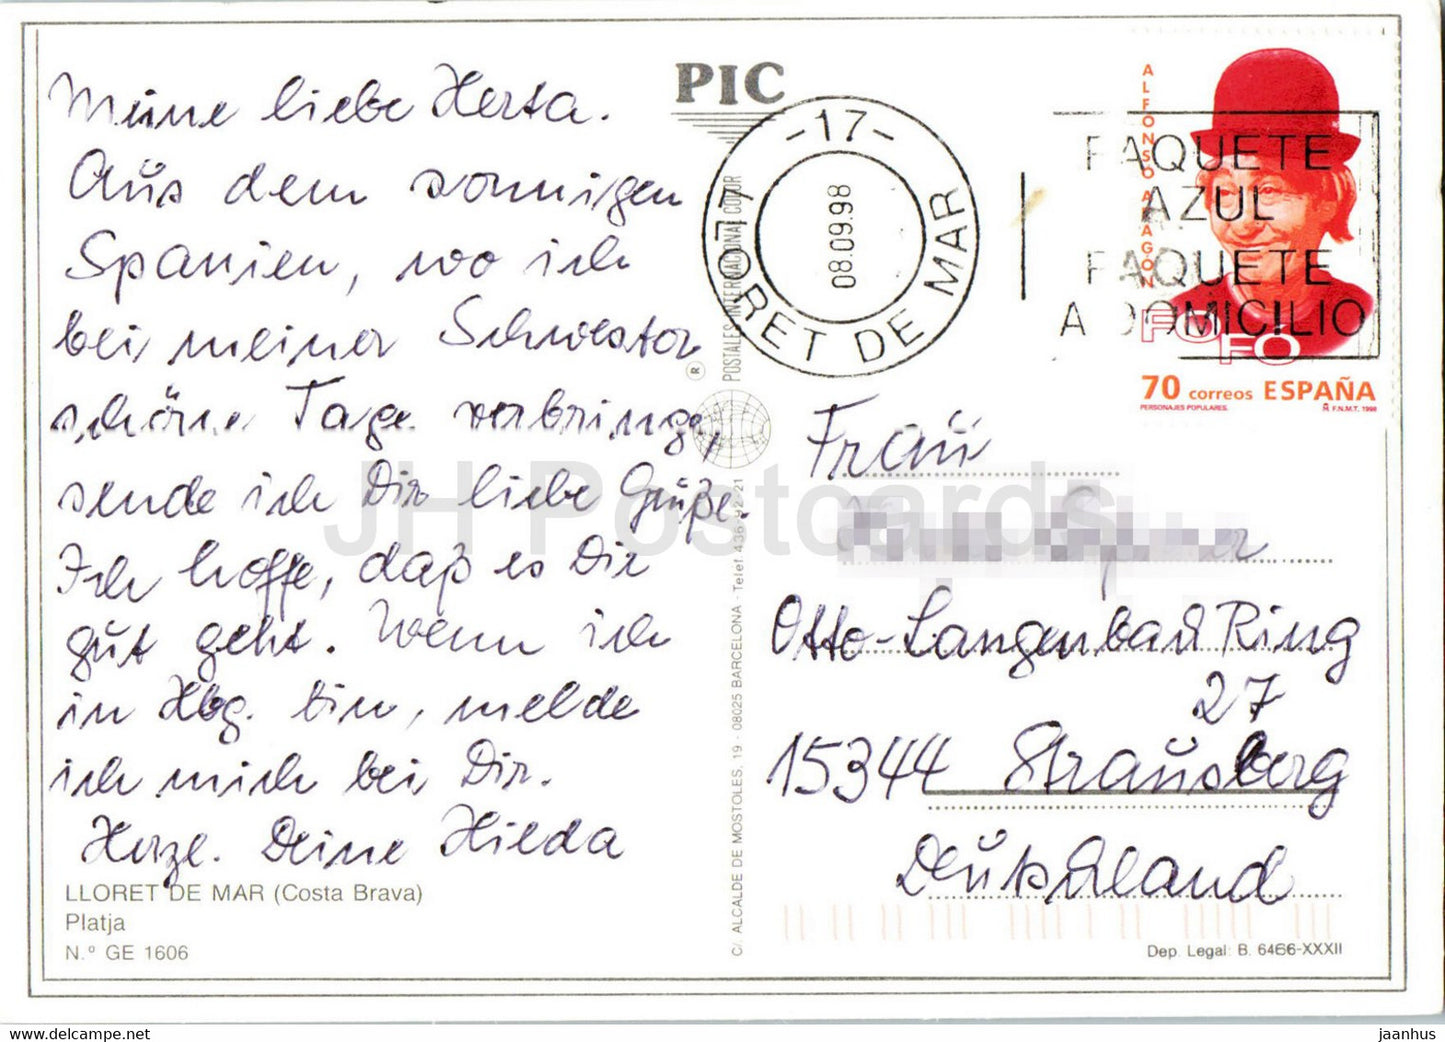 Meine liebe Herta.
Aus dem sonnigen
Spanien, wo ich
bei meiner Schwester
schöne Tage verbringe,
sende ich Dir liebe Grüße.
Ich hoffe, daß es Dir
gut geht. Wenn ich
in Hbg. bin, melde
ich mich bei Dir.
Herzl. Deine Hilda
LLORET DE MAR (Costa Brava)
Platja
N.º GE 1606
PIC
POSTALES INTERNACIONAL COLOR
®
C/. ALCALDE DE MOSTOLES, 19 - 08025 BARCELONA - Telef. 436 92 21
-17-
LLORET DE MAR
08.09.98
PAQUETE
AZUL
PAQUETE
A DOMICILIO
ALFONSO ARAGÓN
FOFÓ
70 correos ESPAÑA
PERSONAJES POPULARES. F.N.M.T. 1998
Frau
Otto-Langenbach Ring
27
15344 Strausberg
Deutschland
Dep. Legal: B. 6466-XXXII
JH Postcards
jaanhus